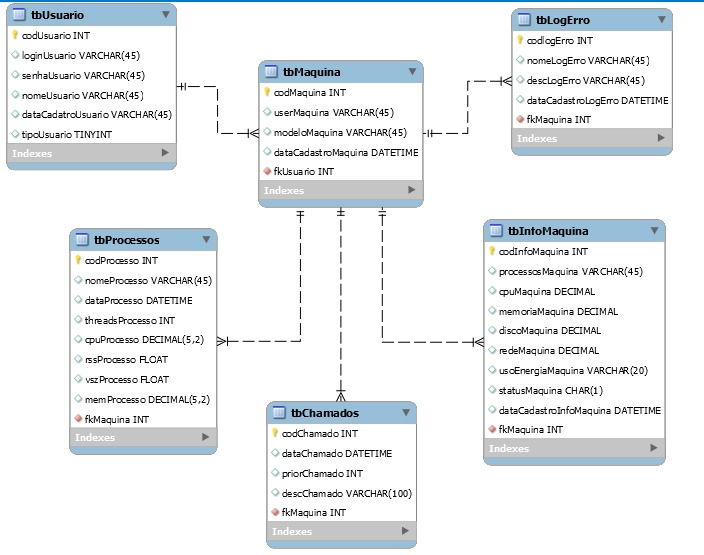 tbUsuario
codUsuario INT
loginUsuario VARCHAR(45)
senhaUsuario VARCHAR(45)
nomeUsuario VARCHAR(45)
dataCadatroUsuario VARCHAR(45)
tipoUsuario TINYINT
Indexes
tbMaquina
codMaquina INT
userMaquina VARCHAR(45)
modeloMaquina VARCHAR(45)
dataCadastroMaquina DATETIME
fkUsuario INT
Indexes
tbLogErro
codlogErro INT
nomeLogErro VARCHAR(45)
descLogErro VARCHAR(45)
dataCadastroLogErro DATETIME
fkMaquina INT
Indexes
tbProcessos
codProcesso INT
nomeProcesso VARCHAR(45)
dataProcesso DATETIME
threadsProcesso INT
cpuProcesso DECIMAL(5,2)
rssProcesso FLOAT
vszProcesso FLOAT
memProcesso DECIMAL(5,2)
fkMaquina INT
Indexes
tbChamados
codChamado INT
dataChamado DATETIME
priorChamado INT
descChamado VARCHAR(100)
fkMaquina INT
Indexes
tbInfoMaquina
codInfoMaquina INT
processosMaquina VARCHAR(45)
cpuMaquina DECIMAL
memoriaMaquina DECIMAL
discoMaquina DECIMAL
redeMaquina DECIMAL
usoEnergiaMaquina VARCHAR(20)
statusMaquina CHAR(1)
dataCadastroInfoMaquina DATETIME
fkMaquina INT
Indexes